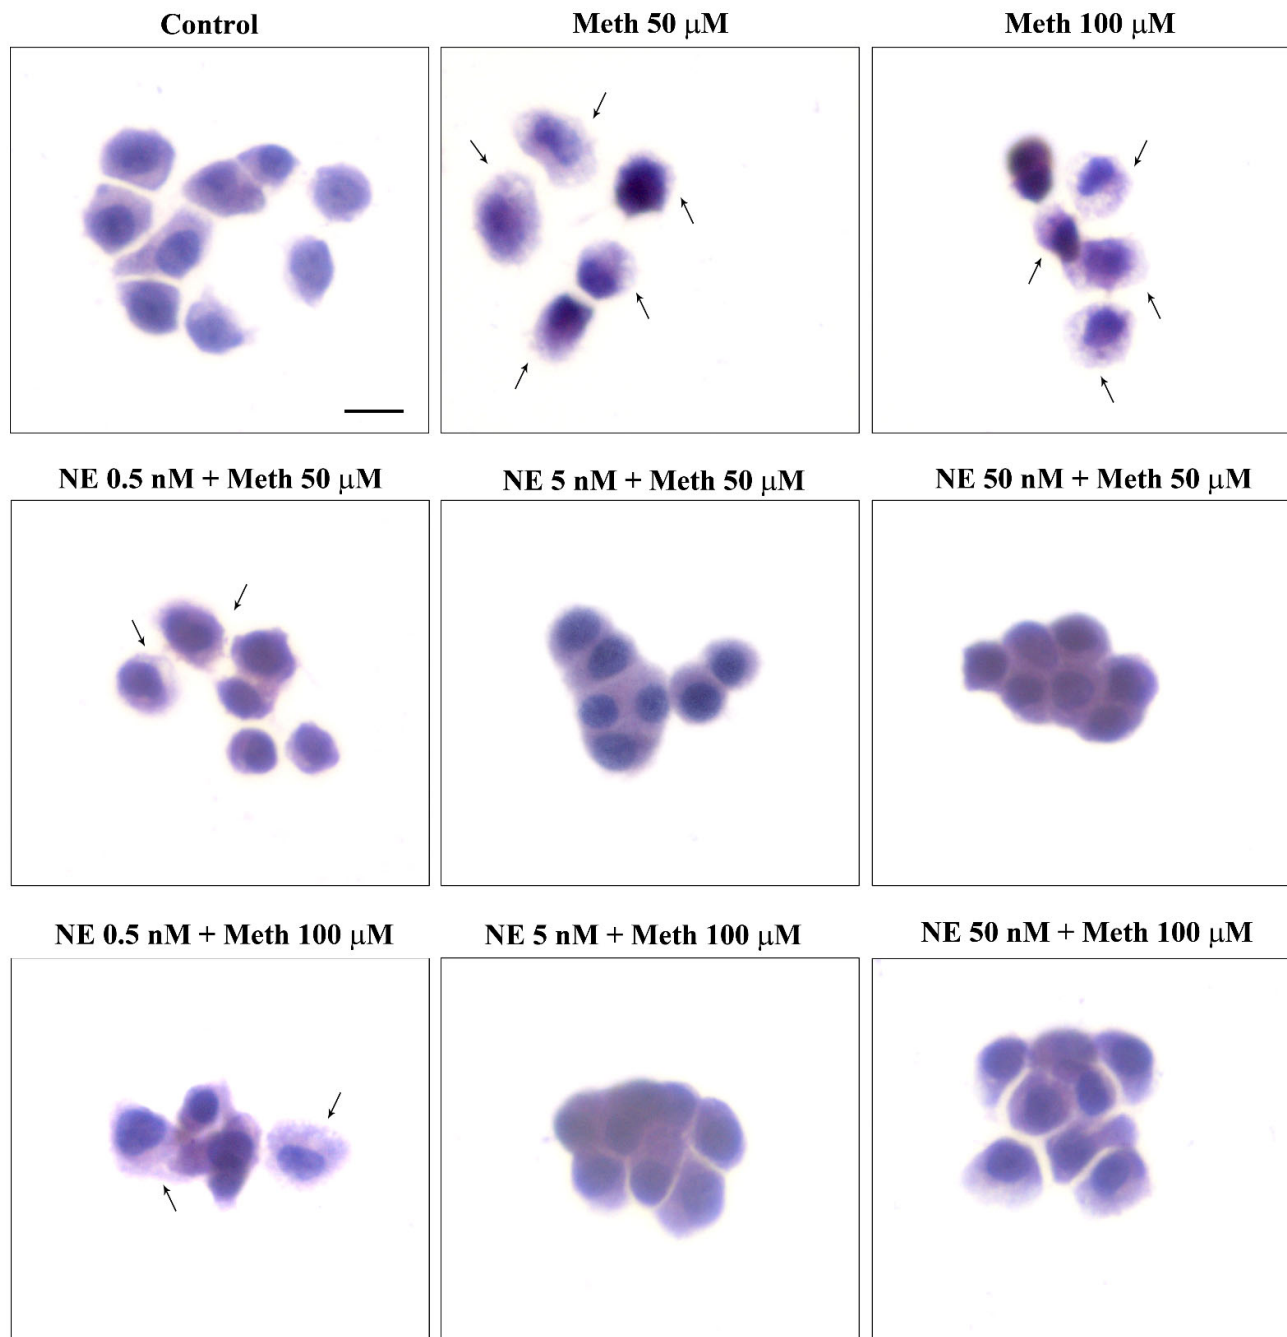 Control
Meth 50 μM
Meth 100 μM
NE 0.5 nM + Meth 50 μM
NE 5 nM + Meth 50 μM
NE 50 nM + Meth 50 μM
NE 0.5 nM + Meth 100 μM
NE 5 nM + Meth 100 μM
NE 50 nM + Meth 100 μM